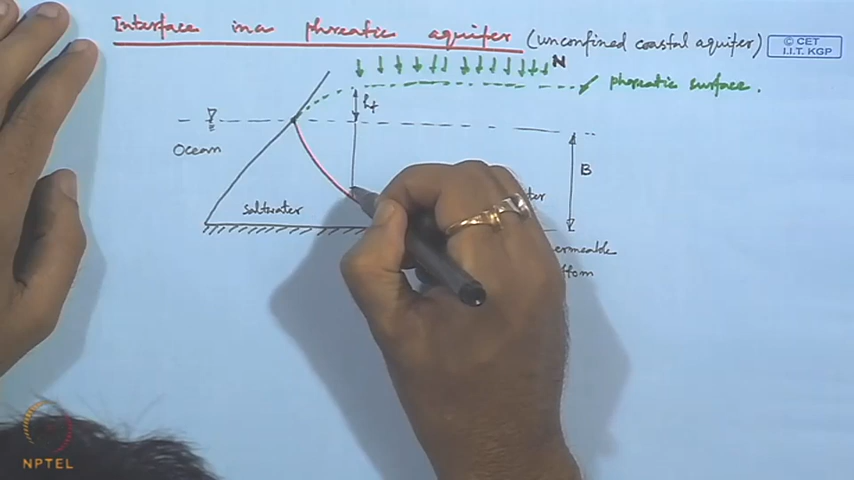 Interface in a phreatic aquifer (unconfined coastal aquifer)
© CET
I.I.T. KGP
N
phreatic surface.
hf
Ocean
B
saltwater
NPTEL